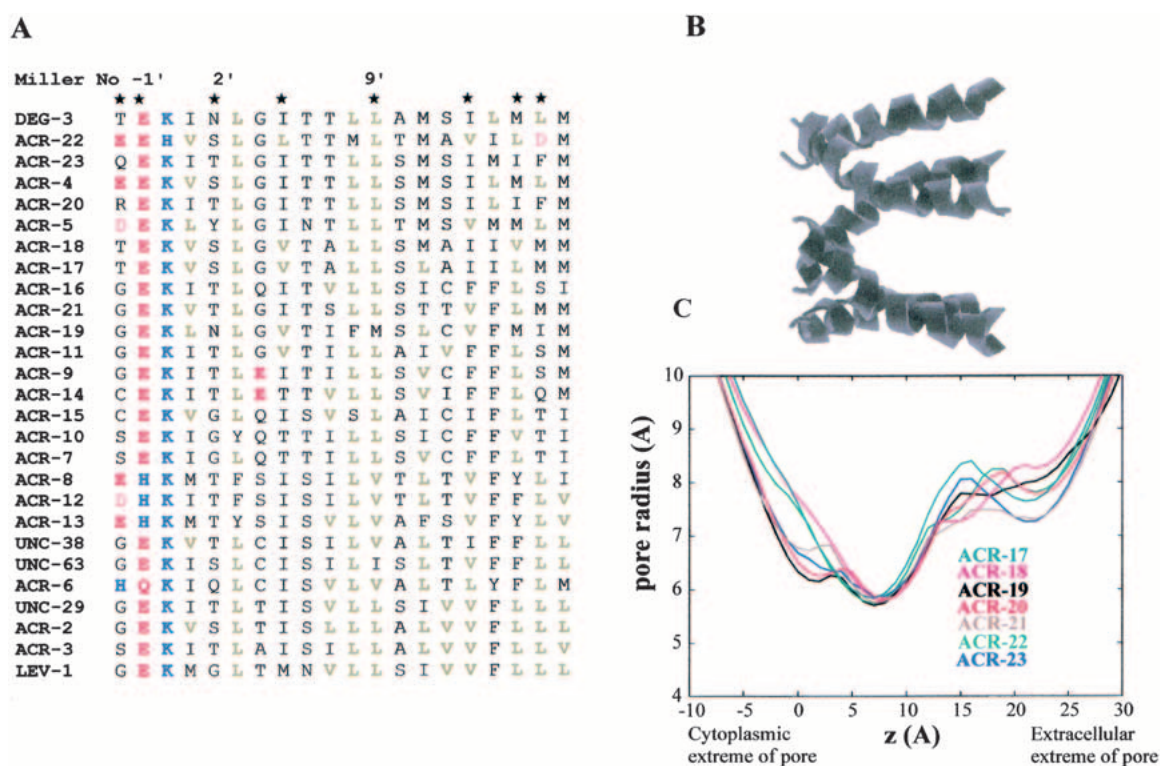 A
Miller No -1' 2' 9'
★ ★ ★ ★ ★ ★ ★ ★
DEG-3 T E K I N L G I T T L L A M S I L M L M
ACR-22 E E H V S L G L T T M L T M A V I L D M
ACR-23 Q E K I T L G I T T L L S M S I M I F M
ACR-4 E E K V S L G I T T L L S M S I L M L M
ACR-20 R E K I T L G I T T L L S M S I L I F M
ACR-5 D E K L Y L G I N T L L T M S V M M L M
ACR-18 T E K V S L G V T A L L S M A I I V M M
ACR-17 T E K V S L G V T A L L S L A I I L M M
ACR-16 G E K I T L Q I T V L L S I C F F L S I
ACR-21 G E K V T L G I T S L L S T T V F L M M
ACR-19 G E K L N L G V T I F M S L C V F M I M
ACR-11 G E K I T L G V T I L L A I V F F L S M
ACR-9 G E K I T L E I T I L L S V C F F L S M
ACR-14 C E K I T L E T T V L L S V I F F L Q M
ACR-15 C E K V G L Q I S V S L A I C I F L T I
ACR-10 S E K I G Y Q T T I L L S I C F F V T I
ACR-7 S E K I G L Q T T I L L S V C F F L T I
ACR-8 E H K M T F S I S I L V T L T V F Y L I
ACR-12 D H K I T F S I S I L V T L T V F F L V
ACR-13 E H K M T Y S I S V L V A F S V F Y L V
UNC-38 G E K V T L C I S I L V A L T I F F L L
UNC-63 G E K I S L C I S I L I S L T V F F L L
ACR-6 H Q K I Q L C I S V L V A L T L Y F L M
UNC-29 G E K I T L T I S V L L S I V V F L L L
ACR-2 G E K V S L T I S L L L A L V V F L L L
ACR-3 S E K I T L A I S I L L A L V V F L L V
LEV-1 G E K M G L T M N V L L S I V V F L L V
B
C
10
9
8
7
6
5
4
pore radius (A)
ACR-17
ACR-18
ACR-19
ACR-20
ACR-21
ACR-22
ACR-23
-10 -5 0 5 10 15 20 25 30
Cytoplasmic
extreme of pore
z (A)
Extracellular
extreme of pore